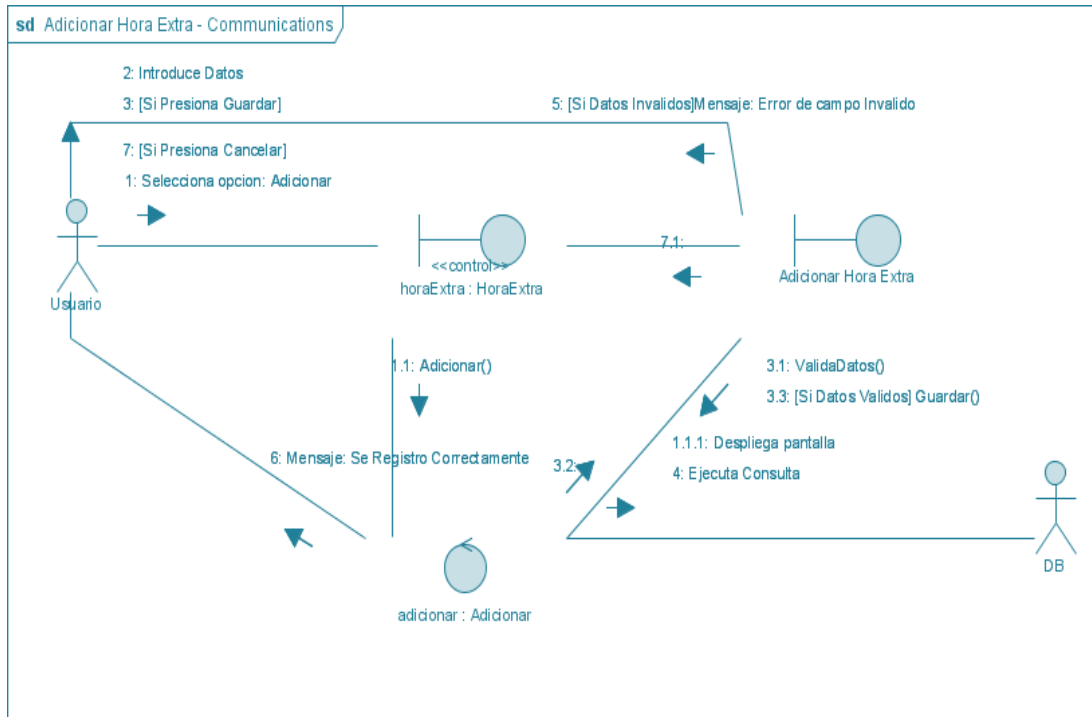 sd Adicionar Hora Extra - Communications
2: Introduce Datos
3: [Si Presiona Guardar]
5: [Si Datos Invalidos]Mensaje: Error de campo Invalido
7: [Si Presiona Cancelar]
1: Selecciona opcion: Adicionar
7.1:
<<control>>
horaExtra : HoraExtra
Adicionar Hora Extra
Usuario
1.1: Adicionar()
3.1: ValidaDatos()
3.3: [Si Datos Validos] Guardar()
1.1.1: Despliega pantalla
6: Mensaje: Se Registro Correctamente
3.2:
4: Ejecuta Consulta
DB
adicionar : Adicionar